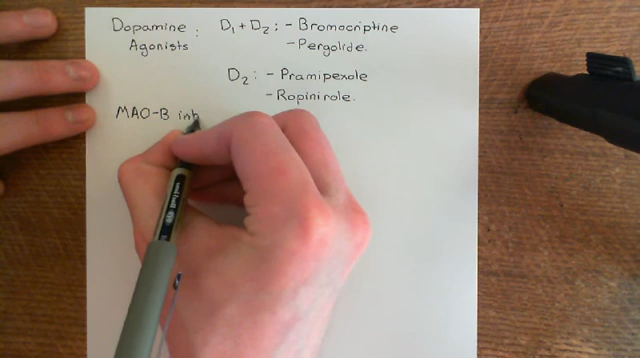 Dopamine : D₁ + D₂ : - Bromocriptine
Agonists - Pergolide.
D₂ : - Pramipexole
- Ropinirole.
MAO-B inh